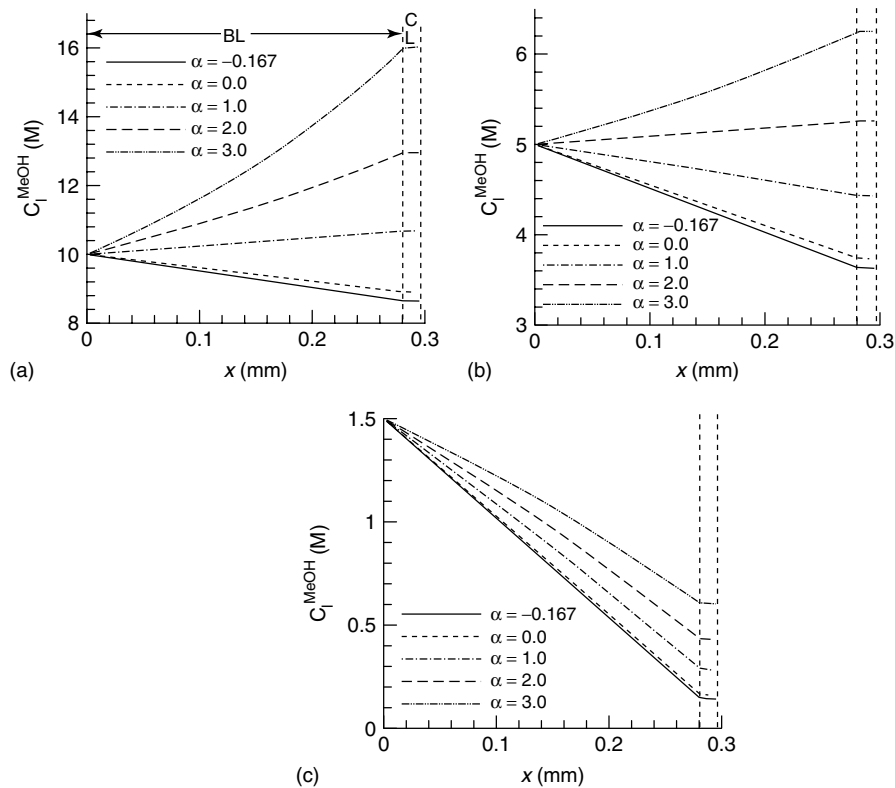 C
L
BL
16
14
12
10
8
α = −0.167
α = 0.0
α = 1.0
α = 2.0
α = 3.0
C_l^MeOH (M)
0 0.1 0.2 0.3
x (mm)
(a)
6
5
4
3
α = −0.167
α = 0.0
α = 1.0
α = 2.0
α = 3.0
C_l^MeOH (M)
0 0.1 0.2 0.3
x (mm)
(b)
1.5
1
0.5
0
α = −0.167
α = 0.0
α = 1.0
α = 2.0
α = 3.0
C_l^MeOH (M)
0 0.1 0.2 0.3
x (mm)
(c)